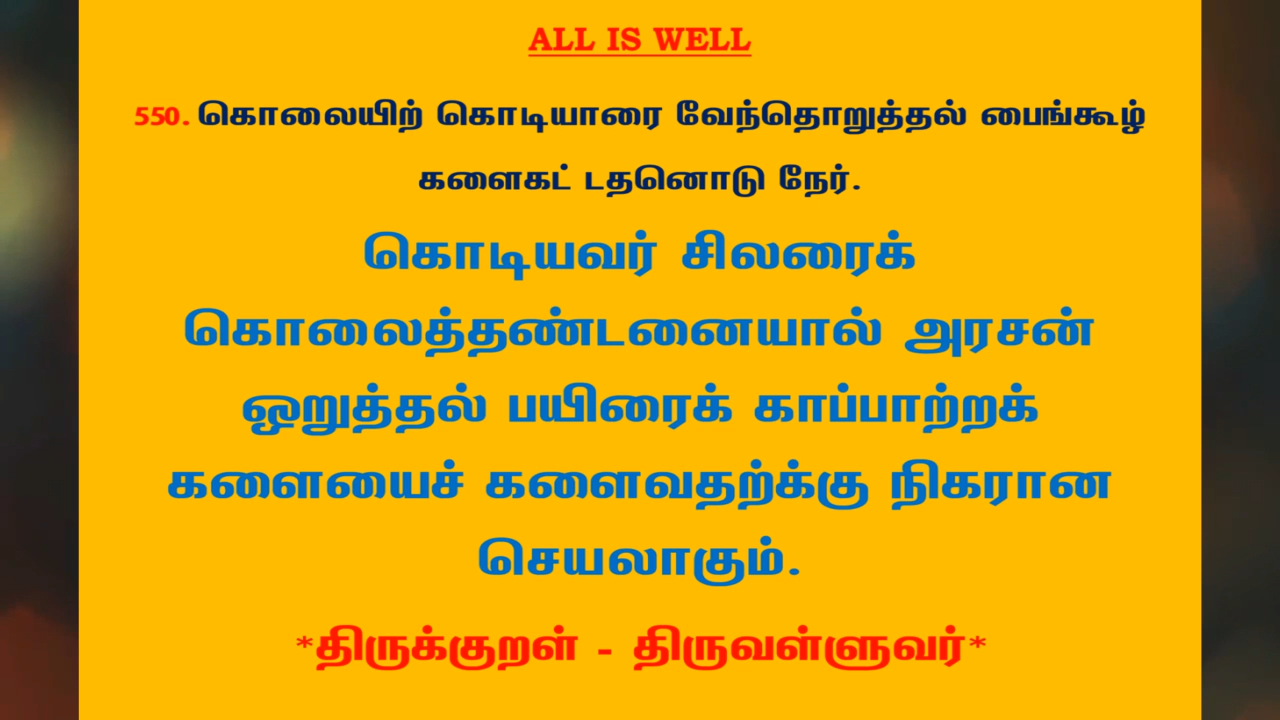 ALL IS WELL
550. கொலையிற் கொடியாரை வேந்தொறுத்தல் பைங்கூழ்
களைகட் டதனொடு நேர்.
கொடியவர் சிலரைக்
கொலைத்தண்டனையால் அரசன்
ஒறுத்தல் பயிரைக் காப்பாற்றக்
களையைச் களைவதற்க்கு நிகரான
செயலாகும்.
*திருக்குறள் - திருவள்ளுவர்*